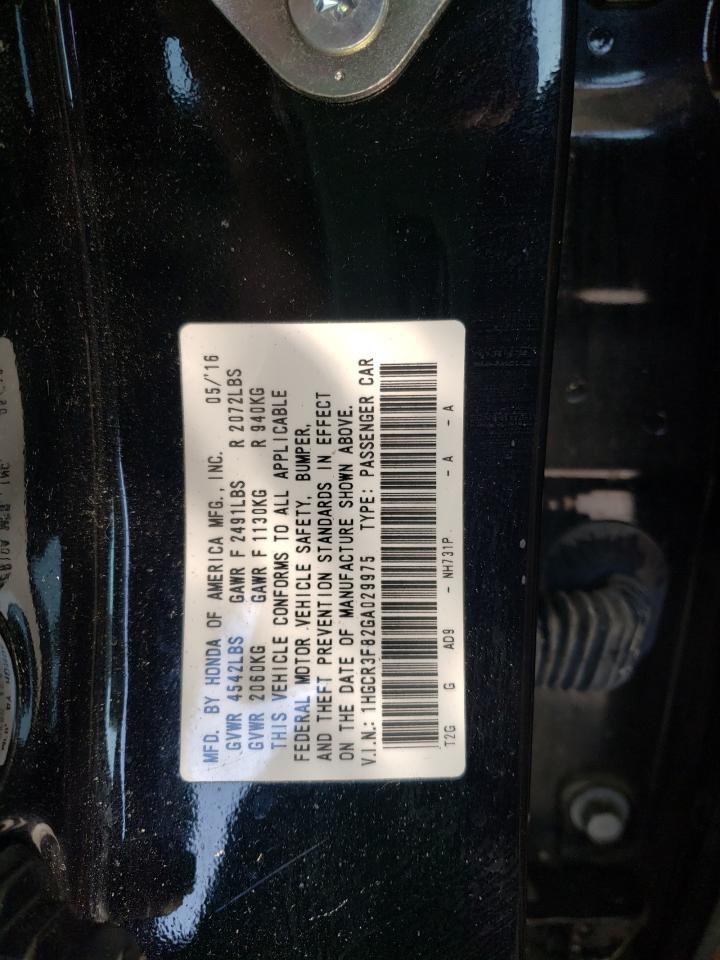 MFD. BY HONDA OF AMERICA MFG., INC. 05/'16
GVWR 4542LBS GAWR F 2491LBS R 2072LBS
GVWR 2060KG GAWR F 1130KG R 940KG
THIS VEHICLE CONFORMS TO ALL APPLICABLE
FEDERAL MOTOR VEHICLE SAFETY, BUMPER,
AND THEFT PREVENTION STANDARDS IN EFFECT
ON THE DATE OF MANUFACTURE SHOWN ABOVE.
V.I.N.: 1HGCR3F82GA029975 TYPE: PASSENGER CAR
T2G G AD9 - NH731P - A - A